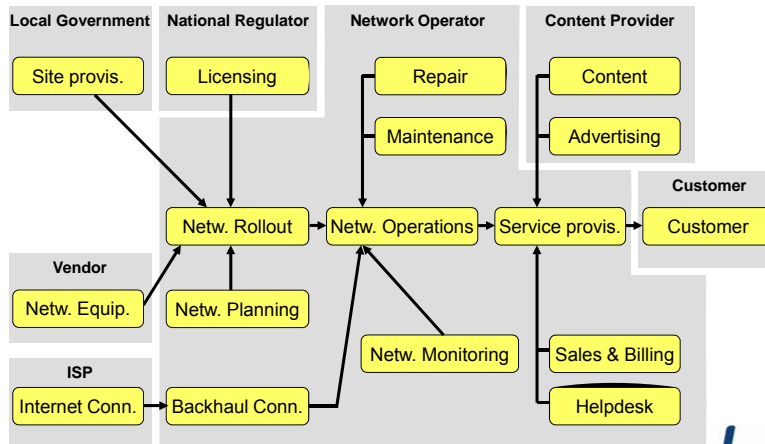 Local Government
National Regulator
Network Operator
Content Provider
Site provis.
Licensing
Repair
Content
Maintenance
Advertising
Customer
Netw. Rollout
Netw. Operations
Service provis.
Customer
Vendor
Netw. Equip.
Netw. Planning
Netw. Monitoring
Sales & Billing
ISP
Internet Conn.
Backhaul Conn.
Helpdesk